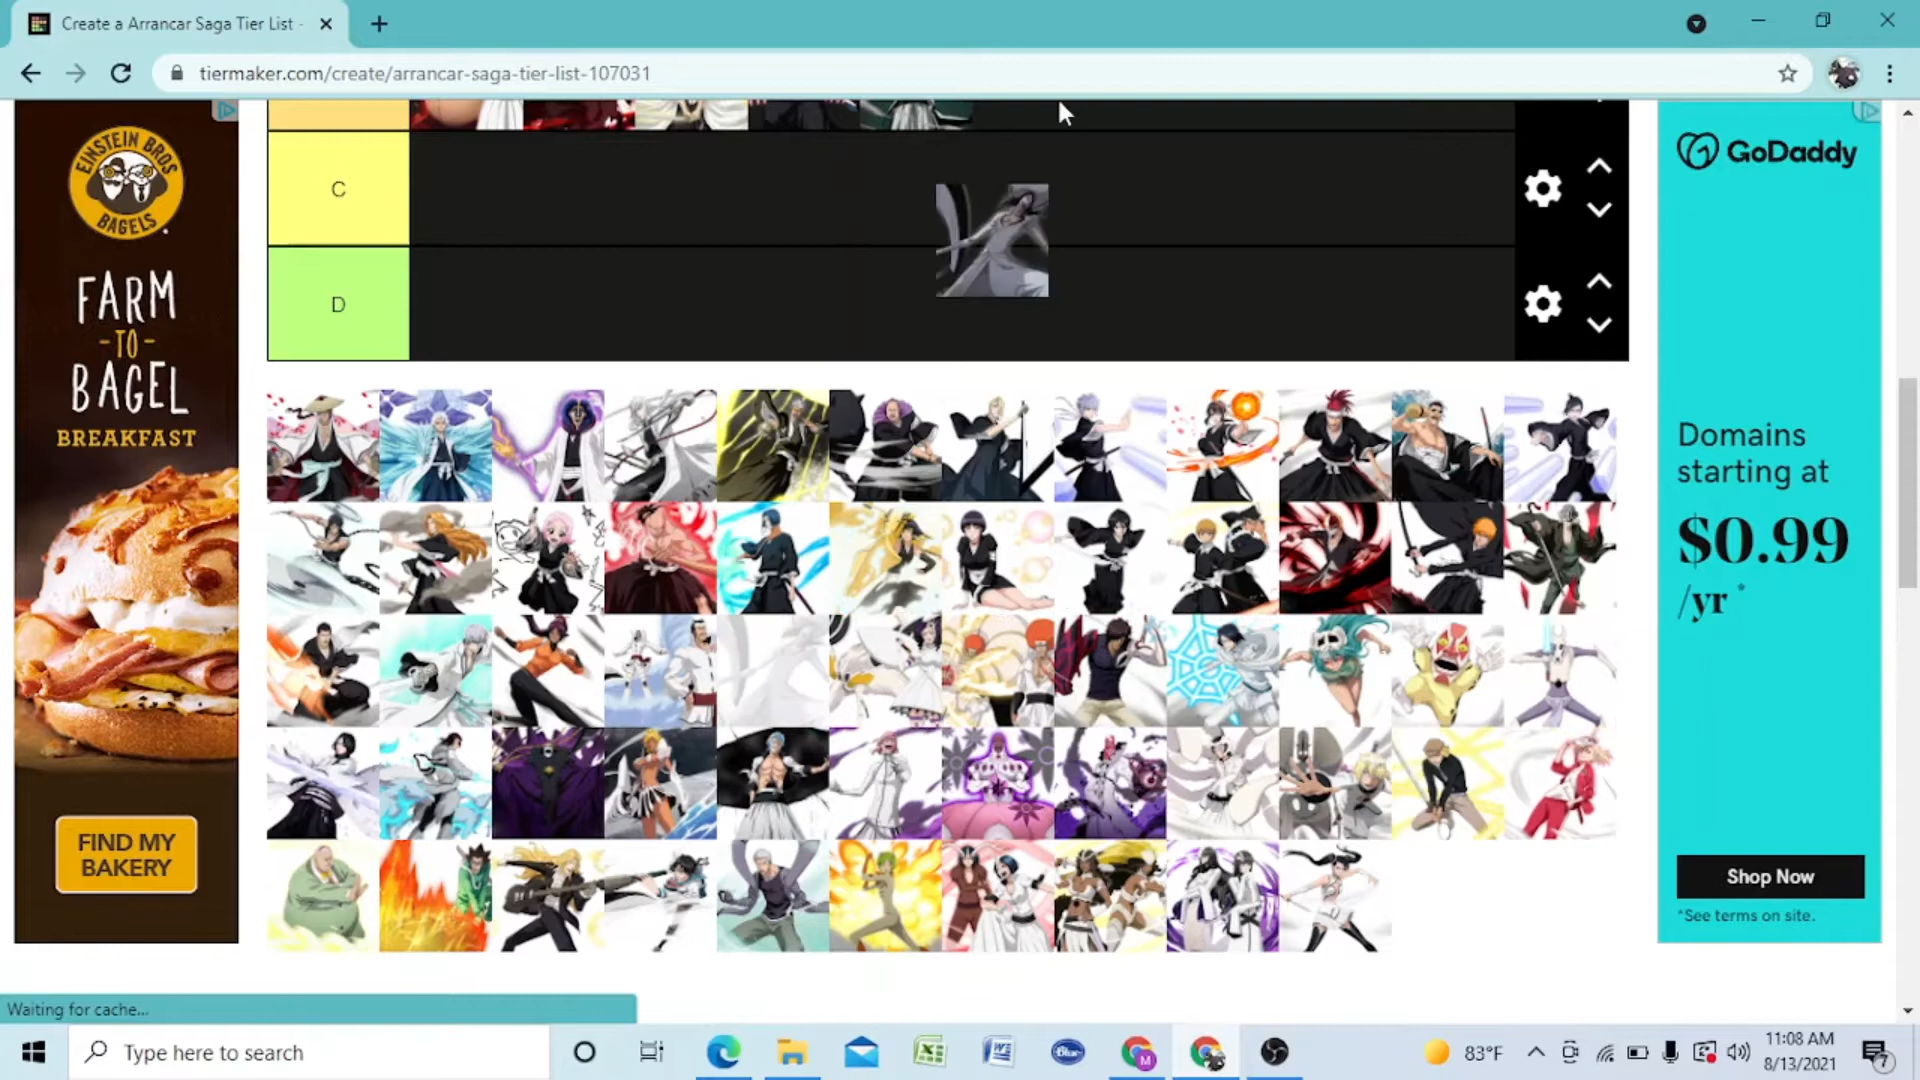 Create a Arrancar Saga Tier List -
tiermaker.com/create/arrancar-saga-tier-list-107031
EINSTEIN BROS
BAGELS
FARM
-TO-
BAGEL
BREAKFAST
FIND MY
BAKERY
C
D
GoDaddy
Domains
starting at
$0.99
/yr *
Shop Now
*See terms on site.
Waiting for cache...
Type here to search
Blue
M
83°F
11:08 AM
8/13/2021
7